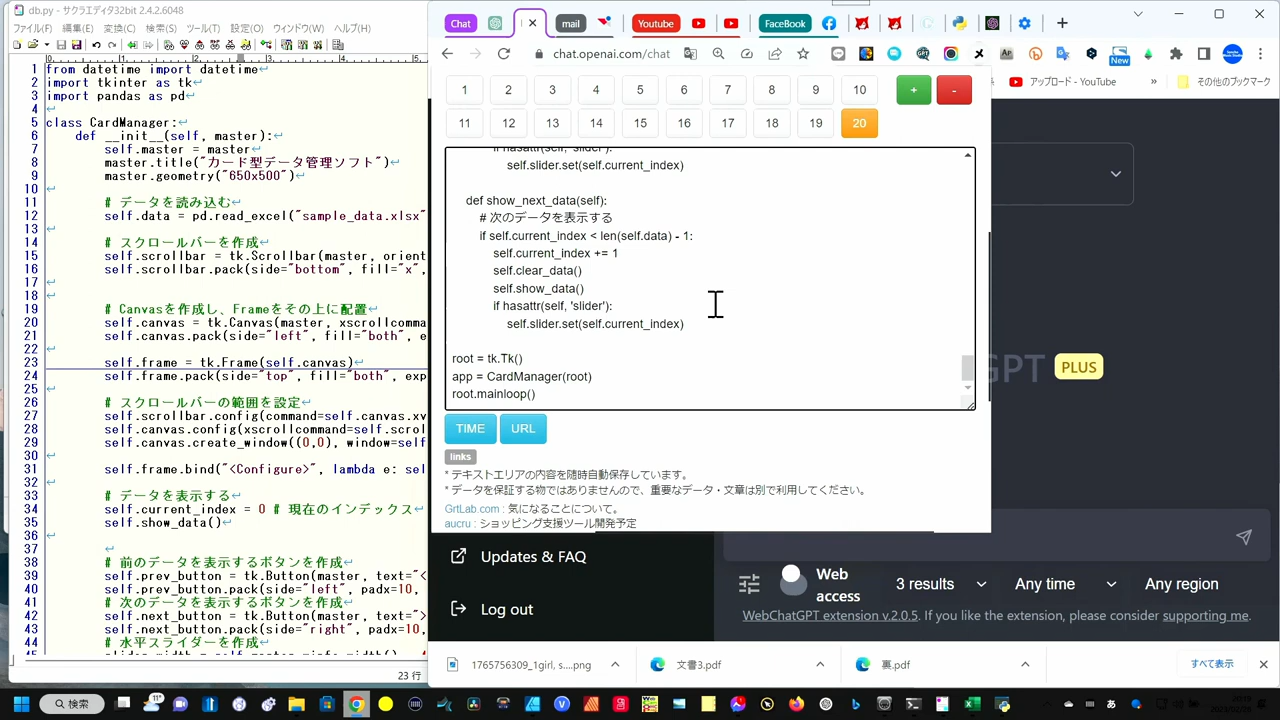 db.py - サクラエディタ32bit 2.4.2.6048
ファイル(F) 編集(E) 変換(C) 検索(S) ツール(T) 設定(O) ウィンドウ(W) ヘルプ(H)
1 from datetime import datetime
2 import tkinter as tk
3 import pandas as pd
4
5 class CardManager:
6 def __init__(self, master):
7 self.master = master
8 master.title("カード型データ管理ソフト")
9 master.geometry("650x500")
10
11 # データを読み込む
12 self.data = pd.read_excel("sample_data.xlsx"
13
14 # スクロールバーを作成
15 self.scrollbar = tk.Scrollbar(master, orient
16 self.scrollbar.pack(side="bottom", fill="x",
17
18
19 # Canvasを作成し、Frameをその上に配置
20 self.canvas = tk.Canvas(master, xscrollcomma
21 self.canvas.pack(side="left", fill="both", e
22
23 self.frame = tk.Frame(self.canvas)
24 self.frame.pack(side="top", fill="both", exp
25
26 # スクロールバーの範囲を設定
27 self.scrollbar.config(command=self.canvas.xv
28 self.canvas.config(xscrollcommand=self.scrol
29 self.canvas.create_window((0,0), window=self
30
31 self.frame.bind("<Configure>", lambda e: sel
32
33 # データを表示する
34 self.current_index = 0 # 現在のインデックス
35 self.show_data()
36
37
38 # 前のデータを表示するボタンを作成
39 self.prev_button = tk.Button(master, text="<
40 self.prev_button.pack(side="left", padx=10,
41 # 次のデータを表示するボタンを作成
42 self.next_button = tk.Button(master, text=">
43 self.next_button.pack(side="right", padx=10,
44 # 水平スライダーを作成
23 行
Chat mail Youtube FaceBook
chat.openai.com/chat
New
アップロード - YouTube » その他のブックマーク
1 2 3 4 5 6 7 8 9 10 + -
11 12 13 14 15 16 17 18 19 20
if hasattr(self, 'slider'):
self.slider.set(self.current_index)
def show_next_data(self):
# 次のデータを表示する
if self.current_index < len(self.data) - 1:
self.current_index += 1
self.clear_data()
self.show_data()
if hasattr(self, 'slider'):
self.slider.set(self.current_index)
root = tk.Tk()
app = CardManager(root)
root.mainloop()
GPT PLUS
TIME URL
links
* テキストエリアの内容を随時自動保存しています。
* データを保証する物ではありませんので、重要なデータ・文章は別で利用してください。
GrtLab.com : 気になることについて。
aucru : ショッピング支援ツール開発予定
Updates & FAQ
Log out
Web access 3 results Any time Any region
WebChatGPT extension v.2.0.5. If you like the extension, please consider supporting me.
1765756309_1girl, s....png 文書3.pdf 裏.pdf すべて表示
検索 11°